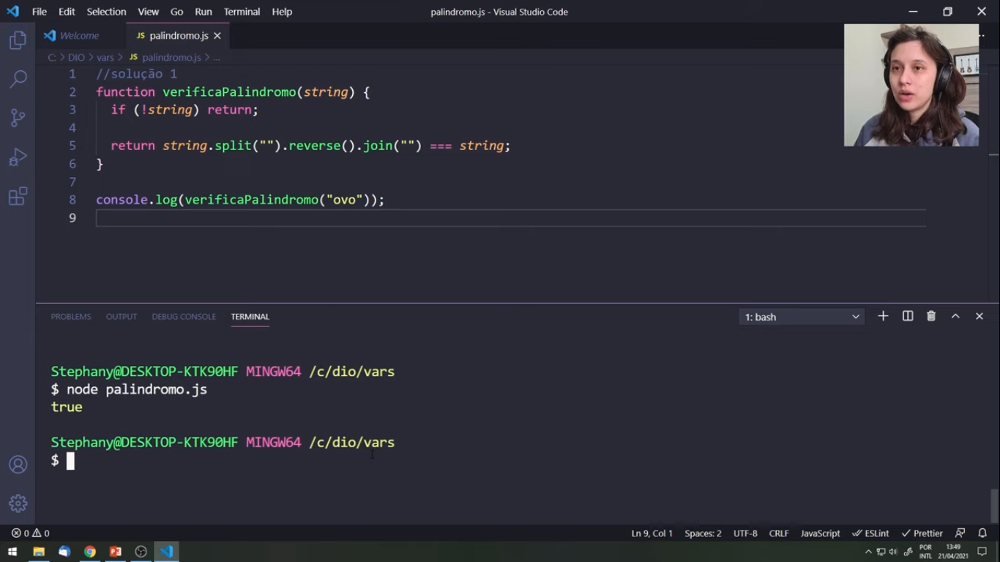 File Edit Selection View Go Run Terminal Help palindromo.js - Visual Studio Code
Welcome JS palindromo.js
C: > DIO > vars > JS palindromo.js > ...
1 //solução 1
2 function verificaPalindromo(string) {
3 if (!string) return;
4
5 return string.split("").reverse().join("") === string;
6 }
7
8 console.log(verificaPalindromo("ovo"));
9
PROBLEMS OUTPUT DEBUG CONSOLE TERMINAL 1: bash
Stephany@DESKTOP-KTK90HF MINGW64 /c/dio/vars
$ node palindromo.js
true
Stephany@DESKTOP-KTK90HF MINGW64 /c/dio/vars
$
0 0 Ln 9, Col 1 Spaces: 2 UTF-8 CRLF JavaScript ESLint Prettier
POR 13:49
INTL 21/04/2021